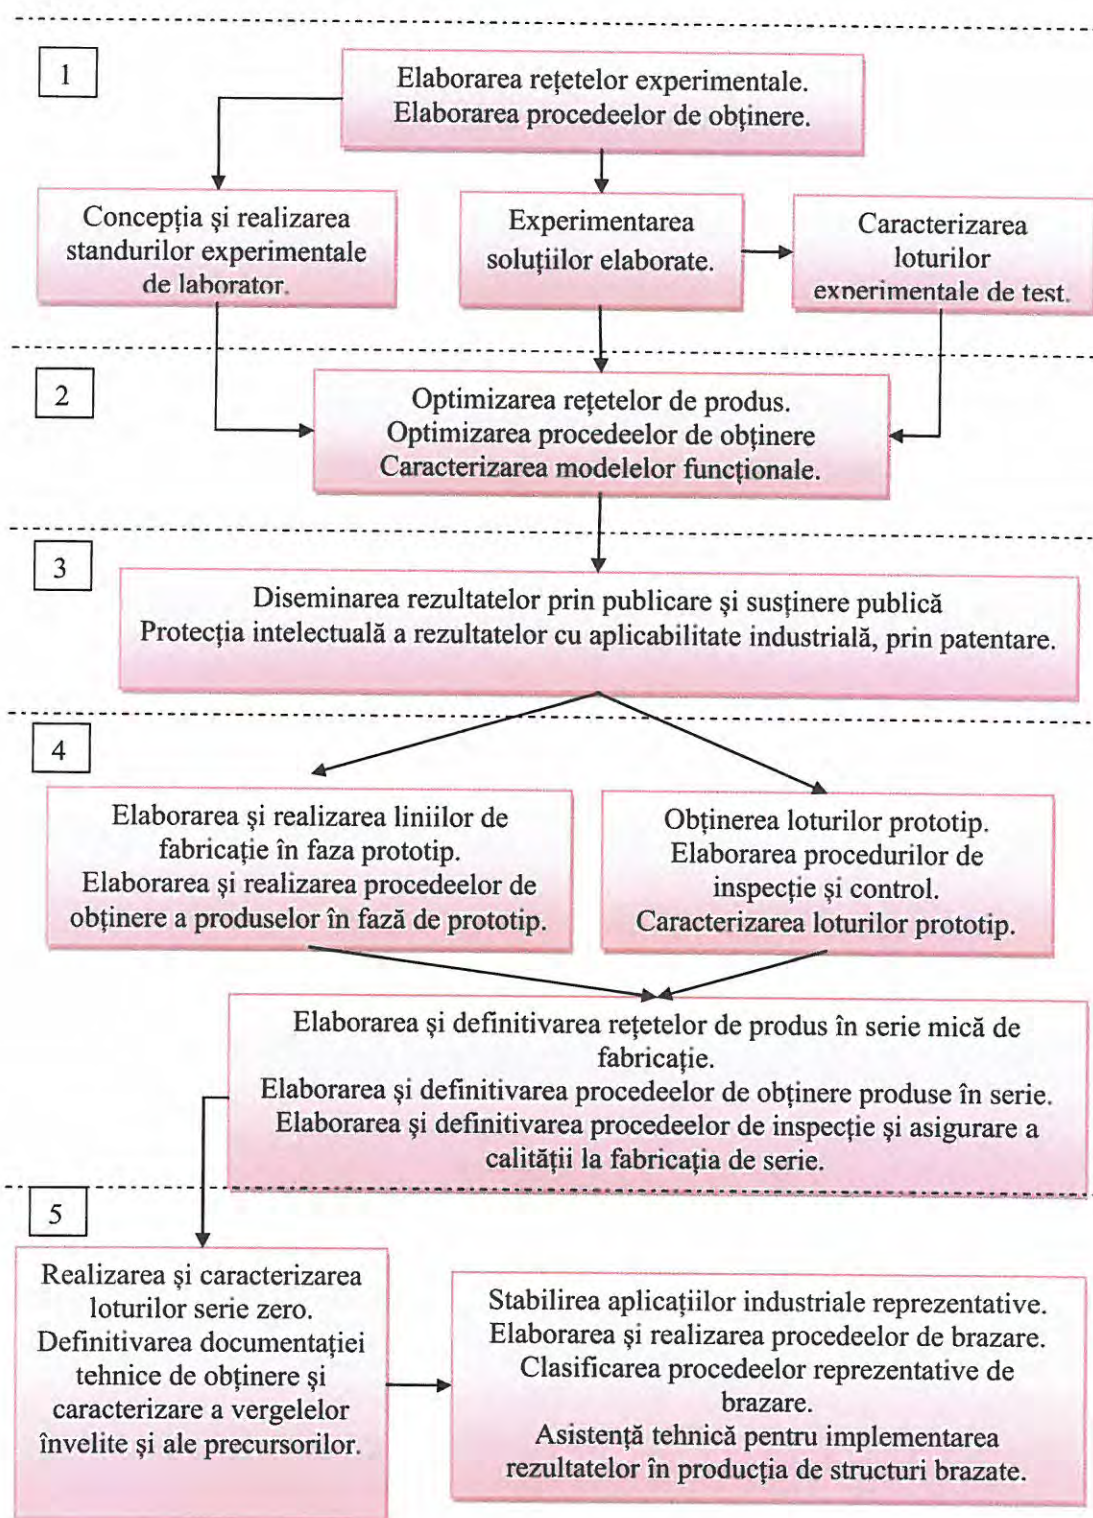 1
Elaborarea rețetelor experimentale.
Elaborarea procedeelor de obținere.
Concepția și realizarea
standurilor experimentale
de laborator.
Experimentarea
soluțiilor elaborate.
Caracterizarea
loturilor
experimentale de test.
2
Optimizarea rețetelor de produs.
Optimizarea procedeelor de obținere
Caracterizarea modelelor funcționale.
3
Diseminarea rezultatelor prin publicare și susținere publică
Protecția intelectuală a rezultatelor cu aplicabilitate industrială, prin patentare.
4
Elaborarea și realizarea liniilor de
fabricație în faza prototip.
Elaborarea și realizarea procedeelor de
obținere a produselor în fază de prototip.
Obținerea loturilor prototip.
Elaborarea procedurilor de
inspecție și control.
Caracterizarea loturilor prototip.
Elaborarea și definitivarea rețetelor de produs în serie mică de
fabricație.
Elaborarea și definitivarea procedeelor de obținere produse în serie.
Elaborarea și definitivarea procedeelor de inspecție și asigurare a
calității la fabricația de serie.
5
Realizarea și caracterizarea
loturilor serie zero.
Definitivarea documentației
tehnice de obținere și
caracterizare a vergelelor
învelite și ale precursorilor.
Stabilirea aplicațiilor industriale reprezentative.
Elaborarea și realizarea procedeelor de brazare.
Clasificarea procedeelor reprezentative de
brazare.
Asistență tehnică pentru implementarea
rezultatelor în producția de structuri brazate.